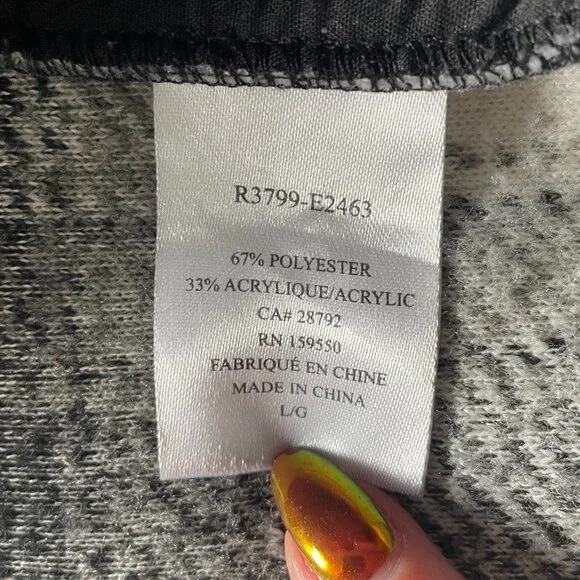 R3799-E2463
67% POLYESTER
33% ACRYLIQUE/ACRYLIC
CA# 28792
RN 159550
FABRIQUÉ EN CHINE
MADE IN CHINA
L/G